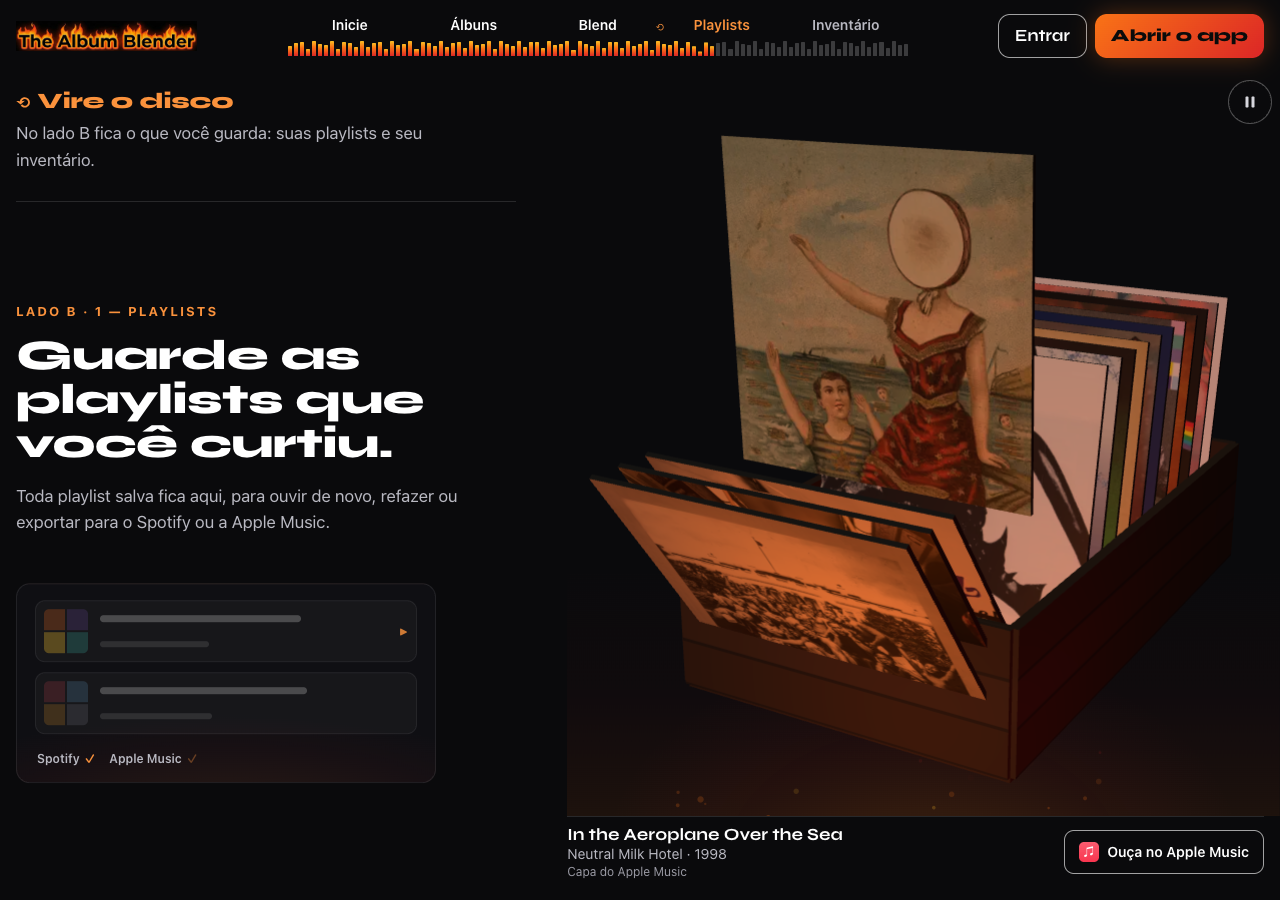 The Album Blender
Inicie
Álbuns
Blend
Playlists
Inventário
Entrar
Abrir o app
Vire o disco
No lado B fica o que você guarda: suas playlists e seu
inventário.
LADO B · 1 — PLAYLISTS
Guarde as
playlists que
você curtiu.
Toda playlist salva fica aqui, para ouvir de novo, refazer ou
exportar para o Spotify ou a Apple Music.
Spotify ✓ Apple Music ✓
In the Aeroplane Over the Sea
Neutral Milk Hotel · 1998
Capa do Apple Music
Ouça no Apple Music